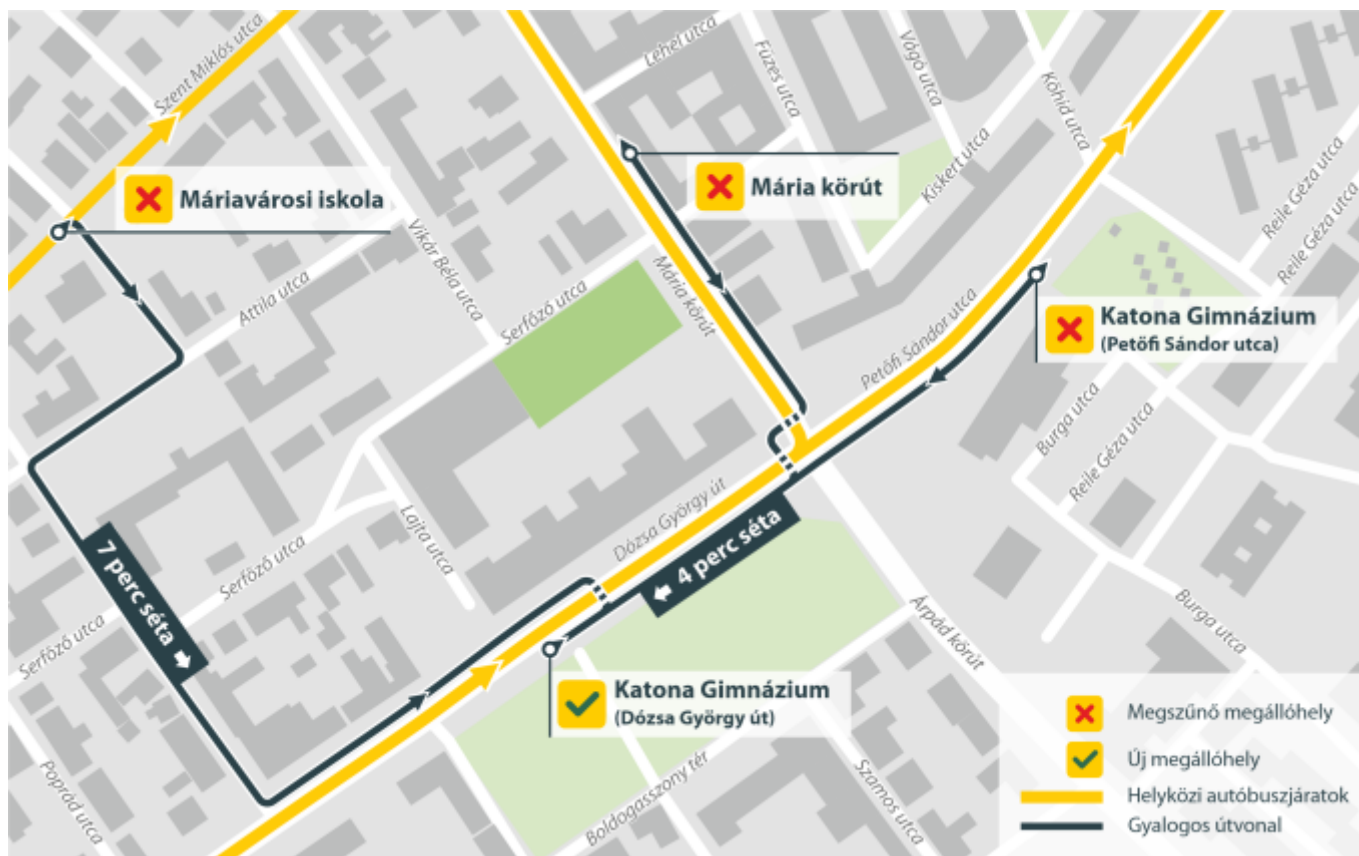 Szent Miklós utca
Lehel utca
Füzes utca
Vágó utca
Kőhíd utca
Máriavárosi iskola
Mária körút
Kiskert utca
Reile Géza utca
Reile Géza utca
Vikár Béla utca
Attila utca
Serfőző utca
Mária körút
Petőfi Sándor utca
Katona Gimnázium
(Petőfi Sándor utca)
Burga utca
Reile Géza utca
Dózsa György út
4 perc séta
7 perc séta
Lajta utca
Serfőző utca
Serfőző utca
Árpád körút
Burga utca
Katona Gimnázium
(Dózsa György út)
Poprád utca
Boldogasszony tér
Szamos utca
Megszűnő megállóhely
Új megállóhely
Helyközi autóbuszjáratok
Gyalogos útvonal